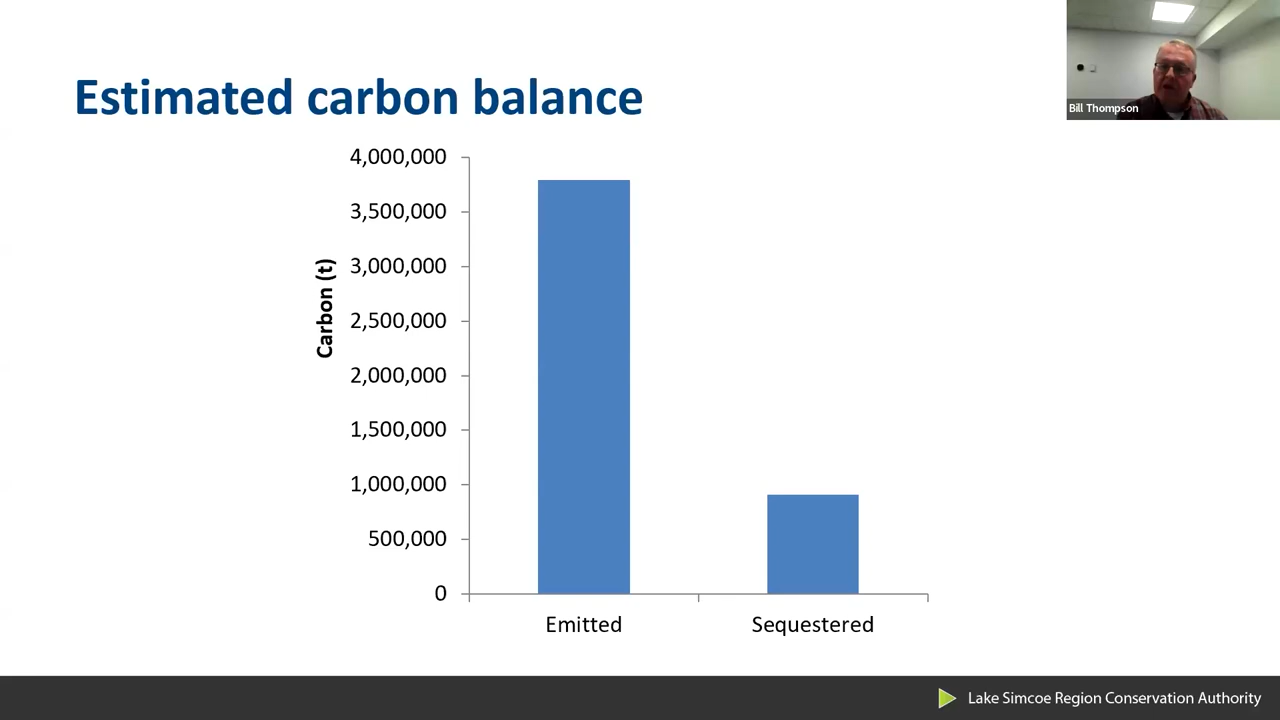 Estimated carbon balance
Bill Thompson
Carbon (t)
4,000,000
3,500,000
3,000,000
2,500,000
2,000,000
1,500,000
1,000,000
500,000
0
Emitted
Sequestered
Lake Simcoe Region Conservation Authority